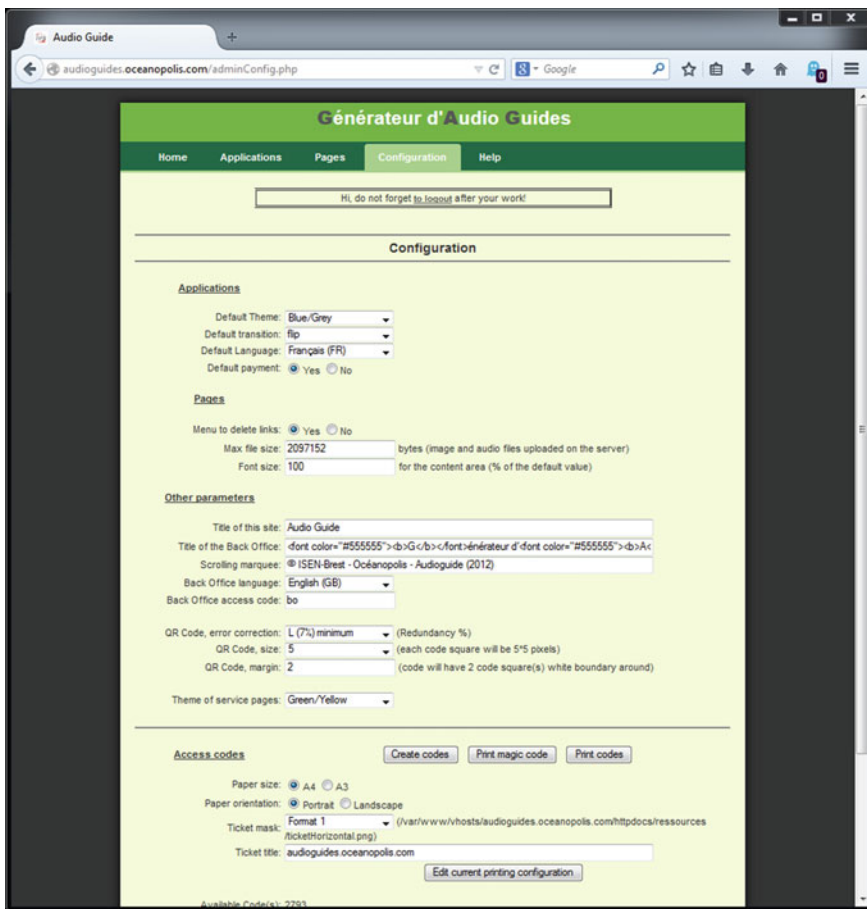 Audio Guide
audioguides.oceanopolis.com/adminConfig.php
Google
0
Générateur d'Audio Guides
Home Applications Pages Configuration Help
Hi, do not forget to logout after your work!
Configuration
Applications
Default Theme: Blue/Grey
Default transition: flip
Default Language: Français (FR)
Default payment: Yes No
Pages
Menu to delete links: Yes No
Max file size: 2097152 bytes (image and audio files uploaded on the server)
Font size: 100 for the content area (% of the default value)
Other parameters
Title of this site: Audio Guide
Title of the Back Office: <font color="#555555"><b>G</b></font>énérateur d'<font color="#555555"><b>A<
Scrolling marquee: © ISEN-Brest - Océanopolis - Audioguide (2012)
Back Office language: English (GB)
Back Office access code: bo
QR Code, error correction: L (7%) minimum (Redundancy %)
QR Code, size: 5 (each code square will be 5*5 pixels)
QR Code, margin: 2 (code will have 2 code square(s) white boundary around)
Theme of service pages: Green/Yellow
Access codes Create codes Print magic code Print codes
Paper size: A4 A3
Paper orientation: Portrait Landscape
Ticket mask: Format 1 (/var/www/vhosts/audioguides.oceanopolis.com/httpdocs/ressources
/ticketHorizontal.png)
Ticket title: audioguides.oceanopolis.com
Edit current printing configuration
Available Code(s): 2793